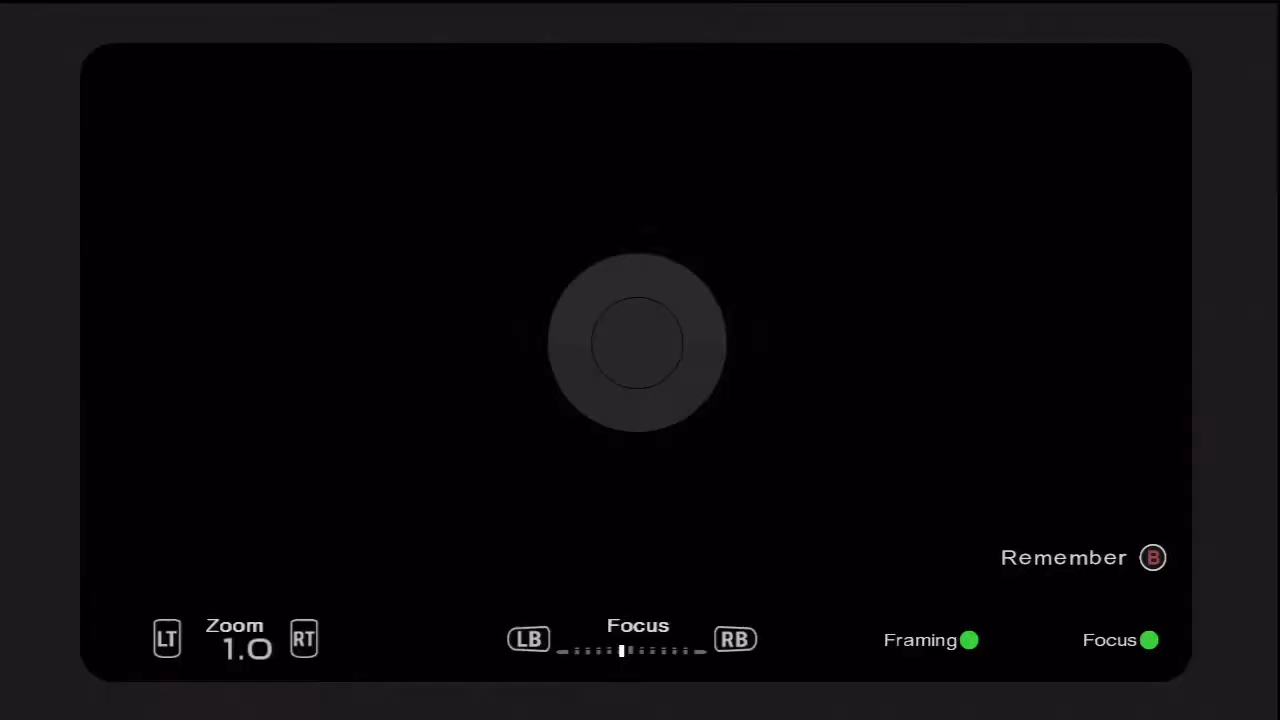 Remember B
LT Zoom 1.0 RT
LB Focus RB
Framing
Focus